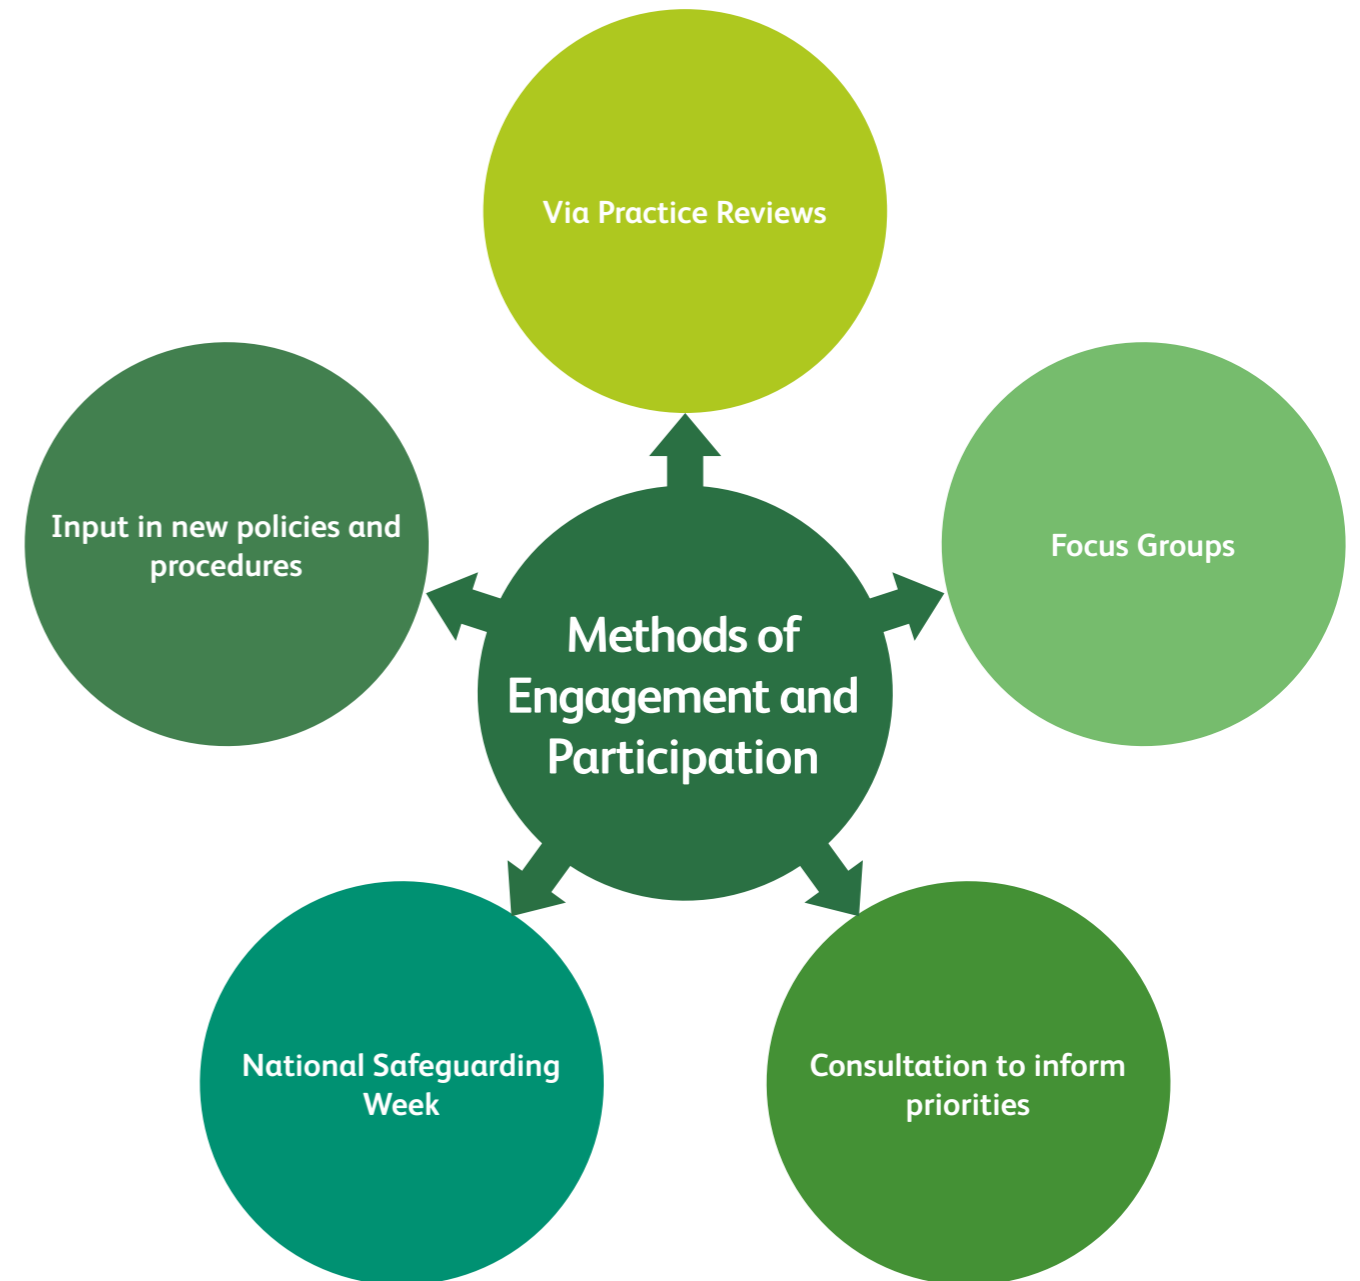 Via Practice Reviews
Input in new policies and
procedures
Focus Groups
Methods of
Engagement and
Participation
National Safeguarding
Week
Consultation to inform
priorities